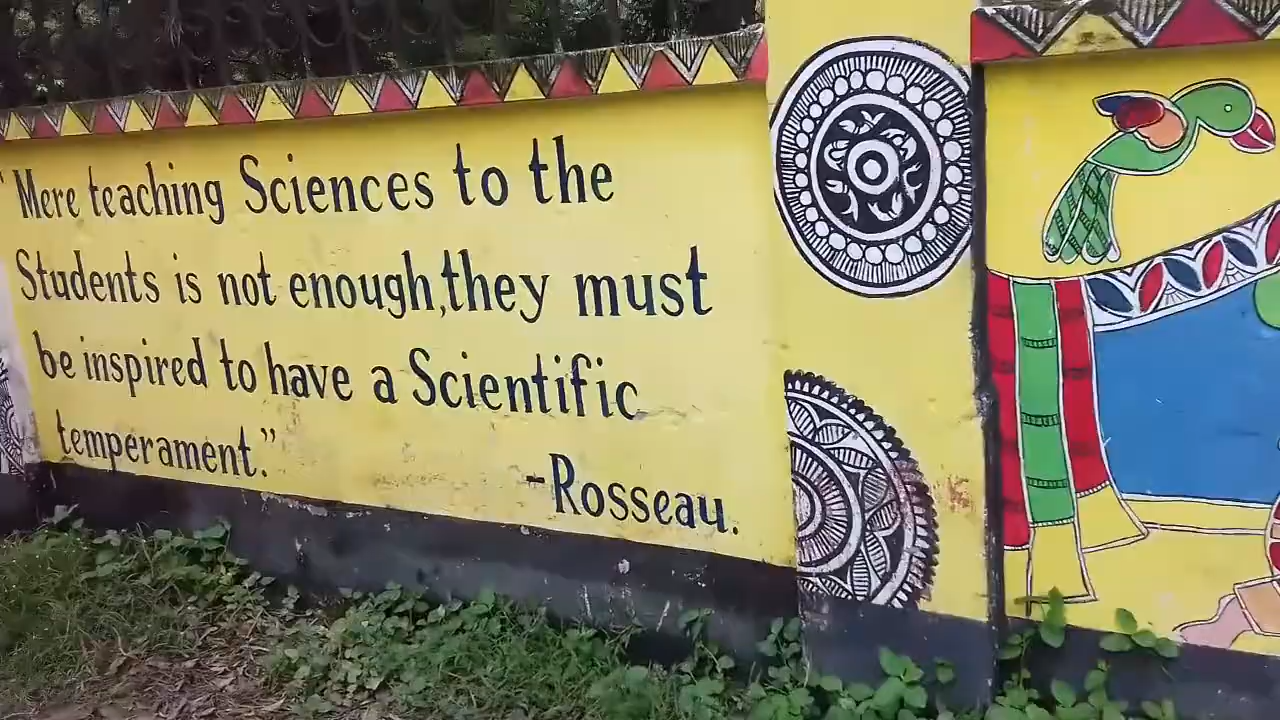 “Mere teaching Sciences to the
Students is not enough,they must
be inspired to have a Scientific
temperament.”
-Rosseau.